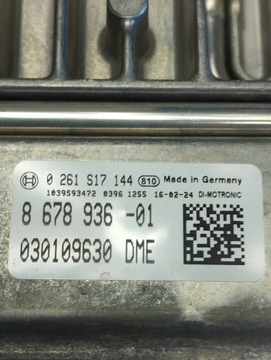 0 261 S17 144 810 Made in Germany
1039S93472 0396 1255 16-02-24 DI-MOTRONIC
8 678 936 -01
030109630 DME